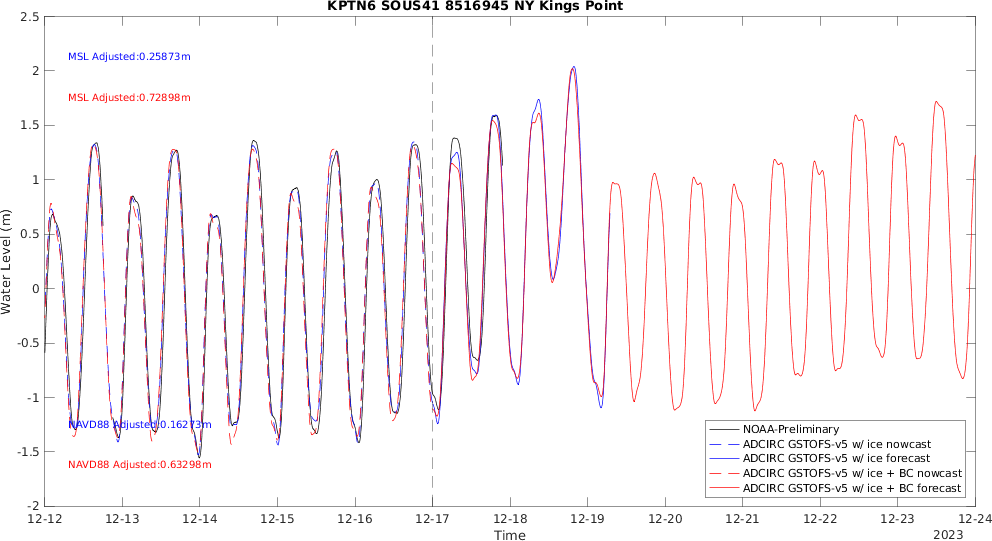 KPTN6 SOUS41 8516945 NY Kings Point
2.5
2
1.5
1
0.5
0
-0.5
-1
-1.5
-2
Water Level (m)
MSL Adjusted:0.25873m
MSL Adjusted:0.72898m
NAVD88 Adjusted:0.16273m
NAVD88 Adjusted:0.63298m
NOAA-Preliminary
ADCIRC GSTOFS-v5 w/ ice nowcast
ADCIRC GSTOFS-v5 w/ ice forecast
ADCIRC GSTOFS-v5 w/ ice + BC nowcast
ADCIRC GSTOFS-v5 w/ ice + BC forecast
12-12 12-13 12-14 12-15 12-16 12-17 12-18 12-19 12-20 12-21 12-22 12-23 12-24
Time
2023